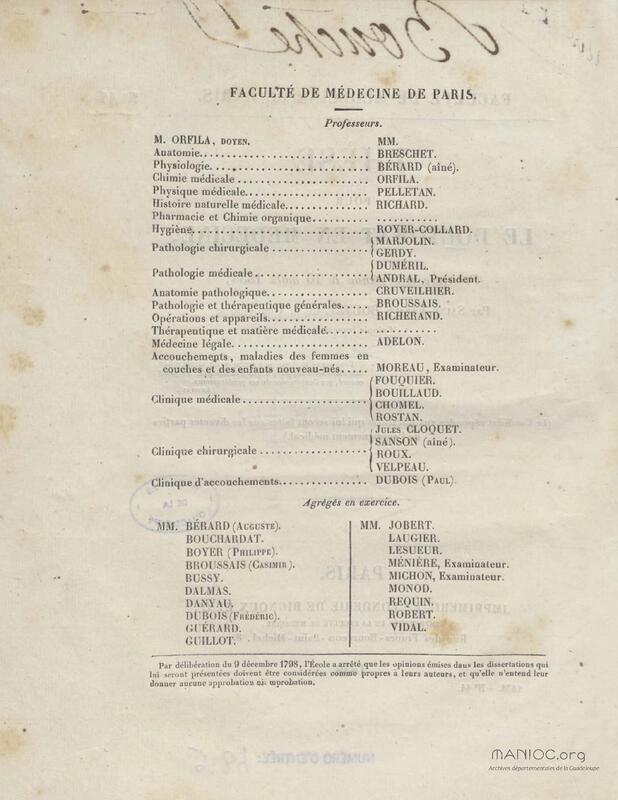 FACULTÉ DE MÉDECINE DE PARIS.
Professeurs.
M. ORFILA, DOYEN. MM.
Anatomie.......................... BRESCHET.
Physiologie........................ BÉRARD (aîné).
Chimie médicale.................... ORFILA.
Physique médicale.................. PELLETAN.
Histoire naturelle médicale........ RICHARD.
Pharmacie et Chimie organique......... ..........
Hygiène............................ ROYER-COLLARD.
Pathologie chirurgicale............ { MARJOLIN.
GERDY.
Pathologie médicale................ { DUMÉRIL.
ANDRAL, Président.
Anatomie pathologique.............. CRUVEILHIER.
Pathologie et thérapeutique générales..... BROUSSAIS.
Opérations et appareils............ RICHERAND.
Thérapeutique et matière médicale...... ..........
Médecine légale.................... ADELON.
Accouchements, maladies des femmes en
couches et des enfants nouveau-nés..... MOREAU, Examinateur.
Clinique médicale.................. { FOUQUIER.
BOUILLAUD.
CHOMEL.
ROSTAN.
Clinique chirurgicale.............. { JULES CLOQUET.
SANSON (aîné).
ROUX.
VELPEAU.
Clinique d'accouchements........... DUBOIS (PAUL).
Agrégés en exercice.
MM. BÉRARD (AUGUSTE).
BOUCHARDAT.
BOYER (PHILIPPE).
BROUSSAIS (CASIMIR).
BUSSY.
DALMAS.
DANYAU.
DUBOIS (FRÉDÉRIC).
GUÉRARD.
GUILLOT.
MM. JOBERT.
LAUGIER.
LESUEUR.
MÉNIÈRE, Examinateur.
MICHON, Examinateur.
MONOD.
REQUIN.
ROBERT.
VIDAL.
Par délibération du 9 décembre 1798, l'École a arrêté que les opinions émises dans les dissertations qui
lui seront présentées doivent être considérées comme propres à leurs auteurs, et qu'elle n'entend leur
donner aucune approbation ni improbation.
MANIOC.org
Archives départementales de la Guadeloupe